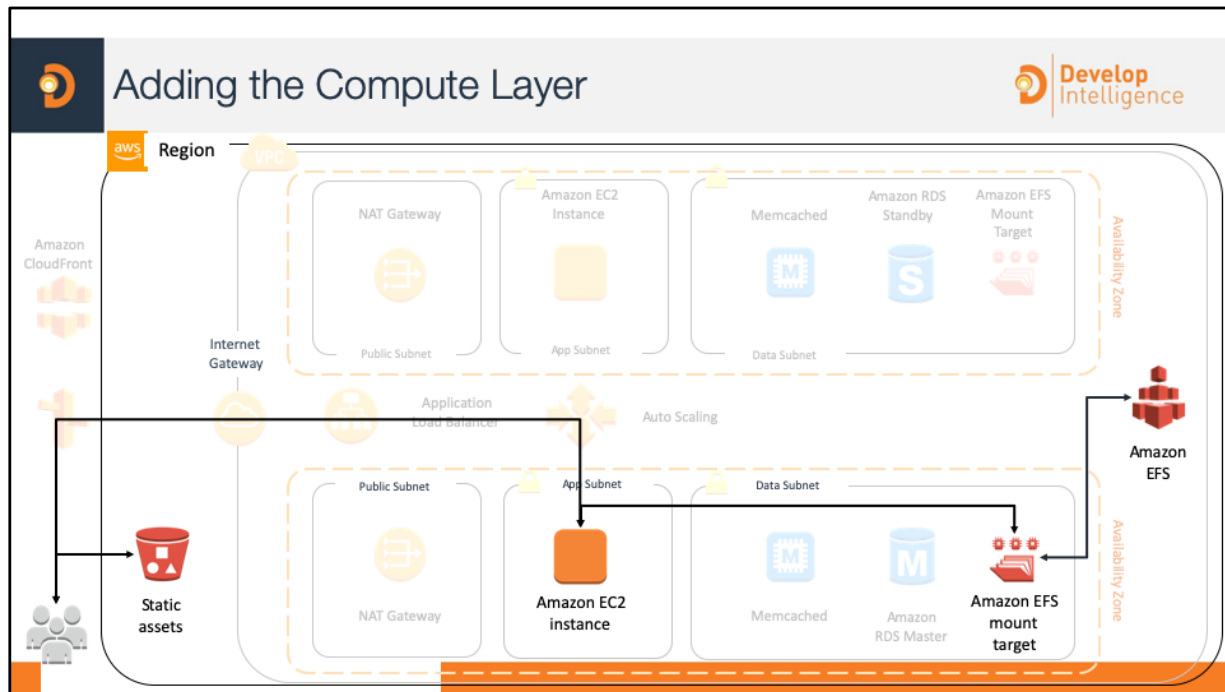 Adding the Compute Layer
Develop
Intelligence
aws
Region
VPC
Amazon
CloudFront
NAT Gateway
Public Subnet
Amazon EC2
Instance
App Subnet
Memcached
M
Amazon RDS
Standby
S
Amazon EFS
Mount
Target
Data Subnet
Availability Zone
Internet
Gateway
Application
Load Balancer
Auto Scaling
Amazon
EFS
Public Subnet
NAT Gateway
App Subnet
Amazon EC2
instance
Data Subnet
M
Memcached
M
Amazon
RDS Master
Amazon EFS
mount
target
Availability Zone
Static
assets